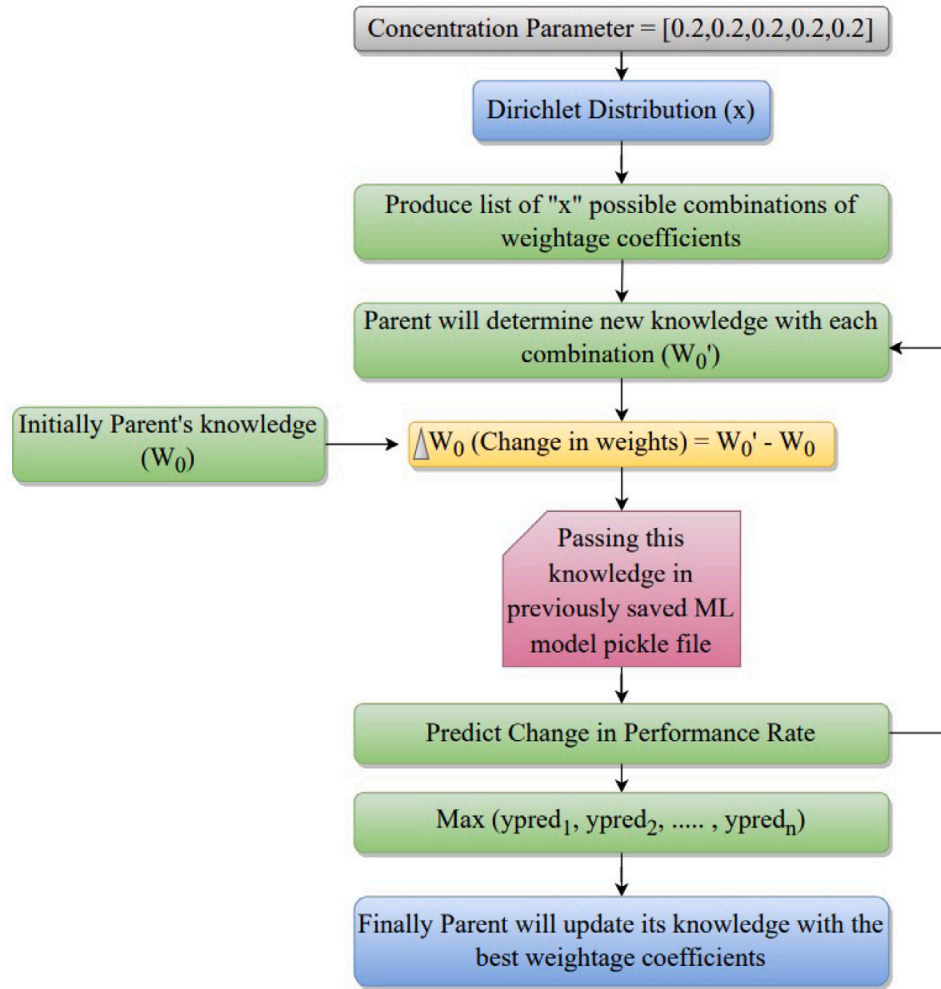 Concentration Parameter = [0.2,0.2,0.2,0.2,0.2]
Dirichlet Distribution (x)
Produce list of "x" possible combinations of
weightage coefficients
Parent will determine new knowledge with each
combination (W₀')
Initially Parent's knowledge
(W₀)
△W₀ (Change in weights) = W₀' - W₀
Passing this
knowledge in
previously saved ML
model pickle file
Predict Change in Performance Rate
Max (ypred₁, ypred₂, ..... , ypredₙ)
Finally Parent will update its knowledge with the
best weightage coefficients